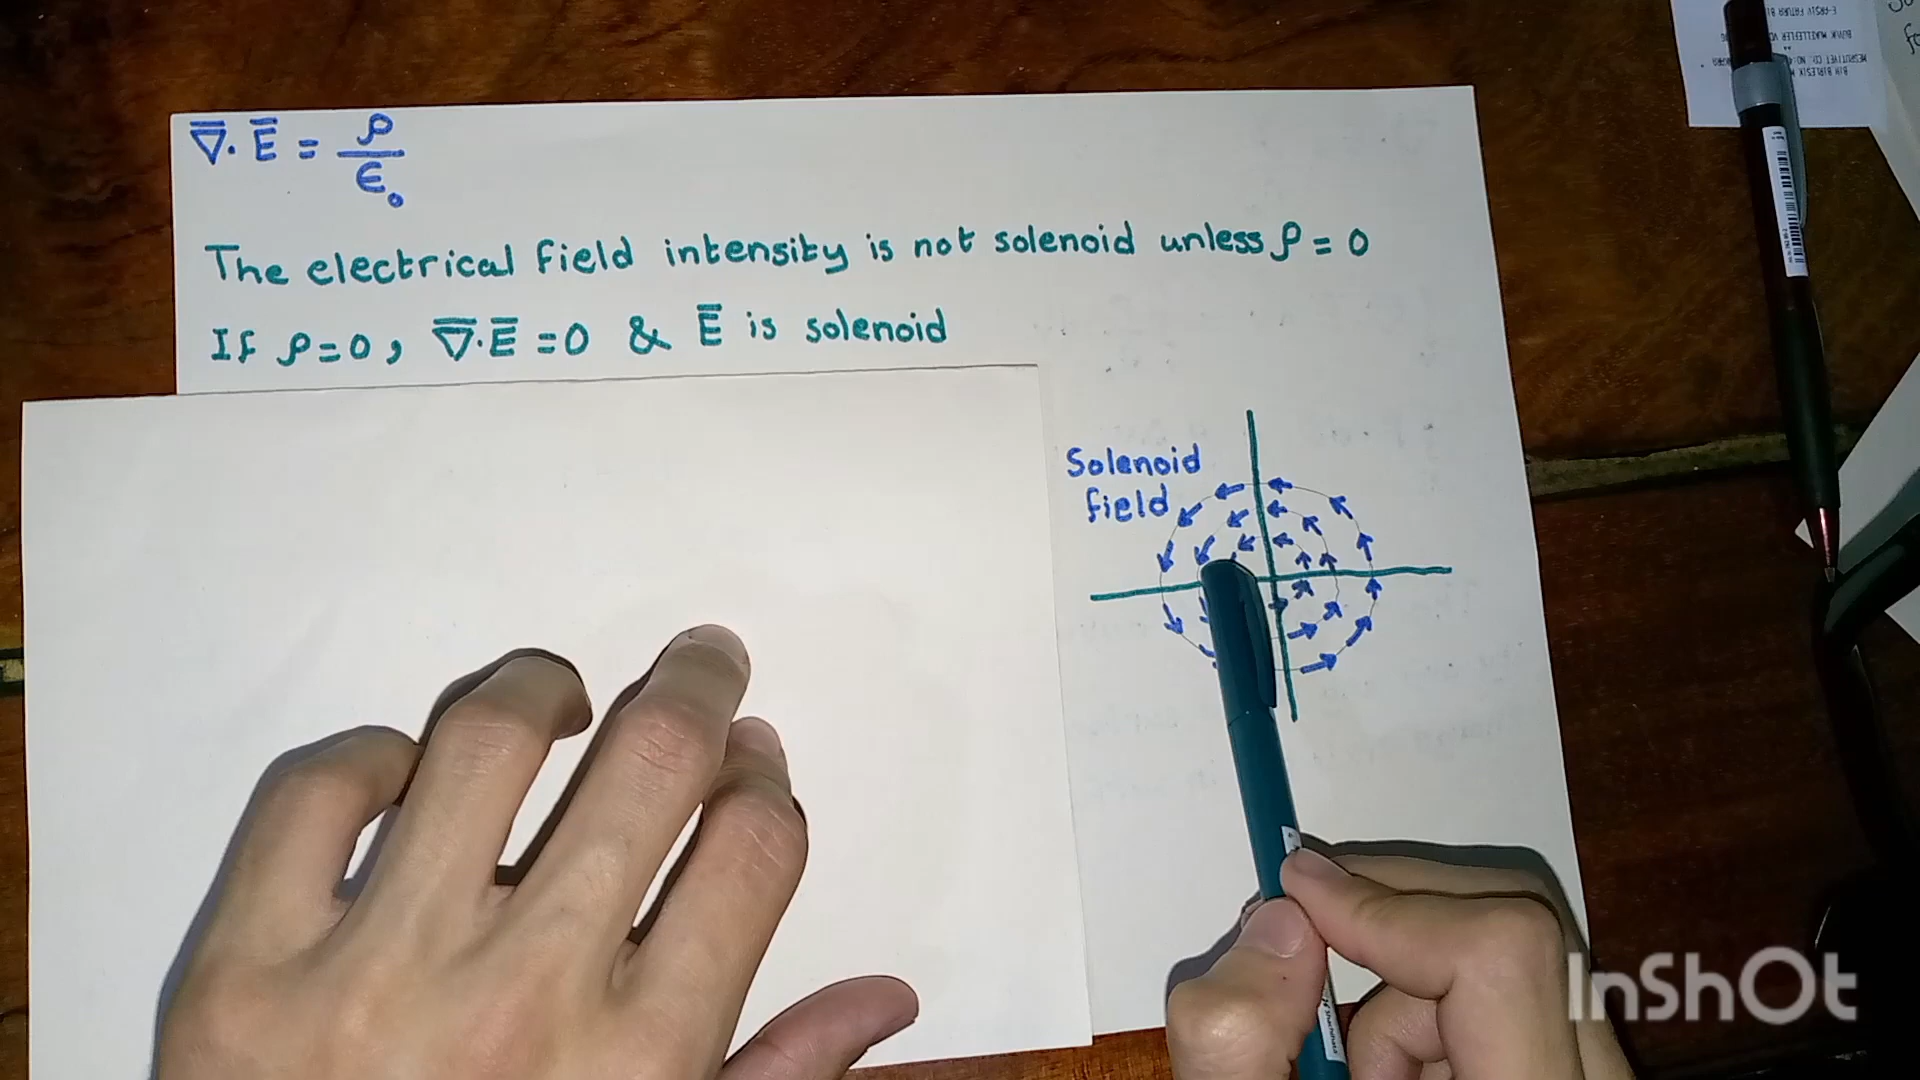 ∇̅·E̅ = ρ/ε₀
The electrical field intensity is not solenoid unless ρ = 0
If ρ=0, ∇̅·E̅ = 0 & E̅ is solenoid
Solenoid
field
InShOt